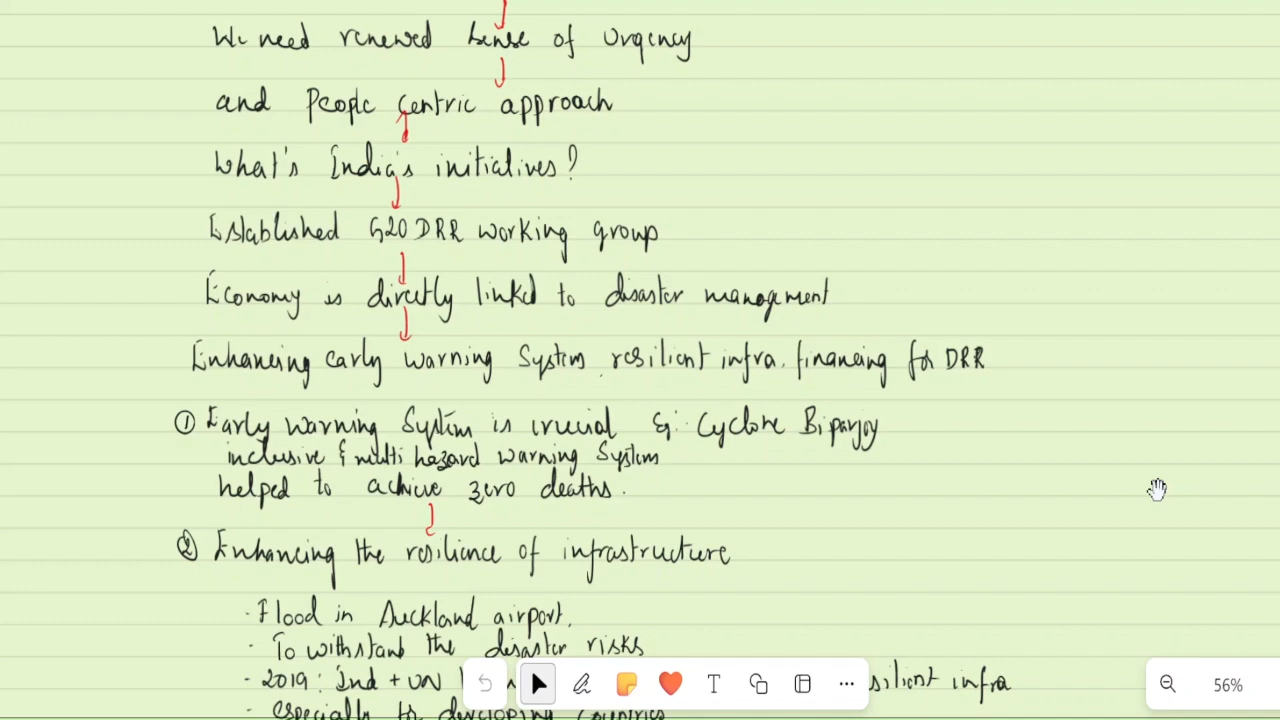 We need renewed sense of urgency
and People centric approach
What's India's initiatives?
Established G20 DRR working group
Economy is directly linked to disaster management
Enhancing early warning System, resilient infra. financing for DRR
① Early warning System is crucial Eg: Cyclone Biparjoy
inclusive & multi hazard warning System
helped to achieve zero deaths.
② Enhancing the resilience of infrastructure
· Flood in Auckland airport.
· To withstand the disaster risks
· 2019: Ind + UN silient infra
· especially to developing countries
56%